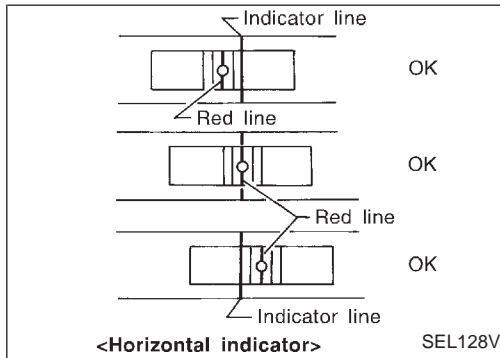 Indicator line
OK
Red line
OK
Red line
OK
Indicator line
<Horizontal indicator>
SEL128V